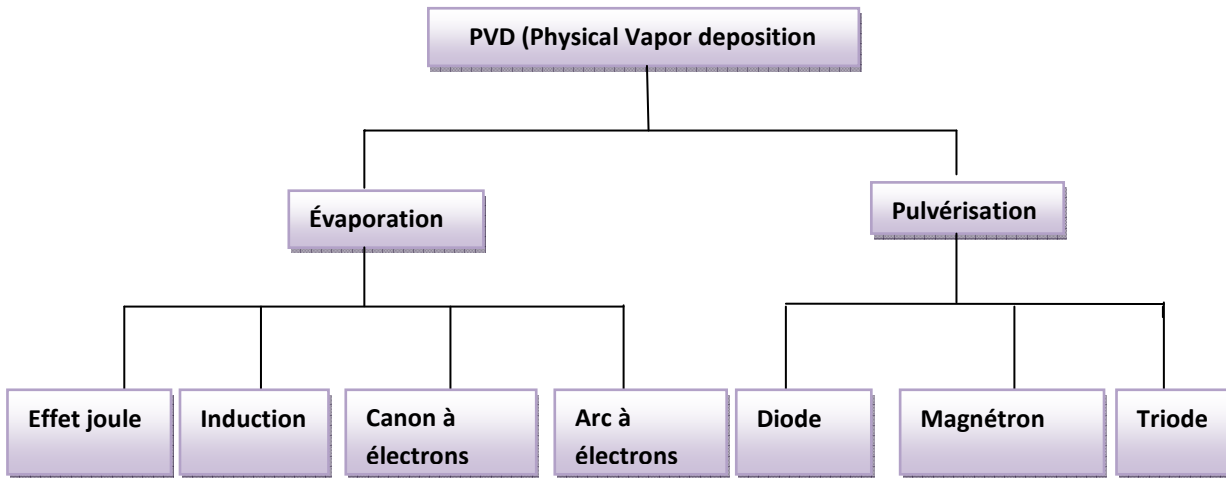 PVD (Physical Vapor deposition
Évaporation
Pulvérisation
Effet joule
Induction
Canon à
électrons
Arc à
électrons
Diode
Magnétron
Triode